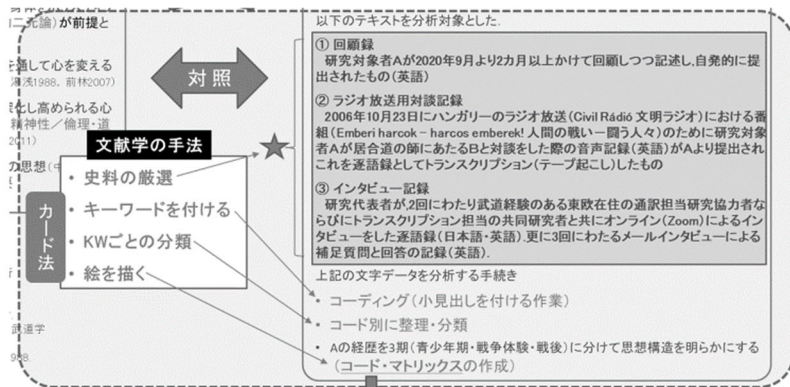 二元論)が前提と
を通して心を変える
湯浅1988, 前林2007)
化し高められる心
精神性/倫理・道
2011)
の思想
武道学
対照
文献学の手法
カード法
• 史料の厳選
• キーワードを付ける
• KWごとの分類
• 絵を描く
以下のテキストを分析対象とした.
① 回顧録
研究対象者Aが2020年9月より2カ月以上かけて回顧しつつ記述し,自発的に提
出されたもの(英語)
② ラジオ放送用対談記録
2006年10月23日にハンガリーのラジオ放送(Civil Rádió 文明ラジオ)における番
組(Emberi harcok – harcos emberek! 人間の戦い―闘う人々)のために研究対象
者Aが居合道の師にあたるBと対談をした際の音声記録(英語)がAより提出され
これを逐語録としてトランスクリプション(テープ起こし)したもの
③ インタビュー記録
研究代表者が,2回にわたり武道経験のある東欧在住の通訳担当研究協力者な
らびにトランスクリプション担当の共同研究者と共にオンライン(Zoom)によるイン
タビューをした逐語録(日本語・英語).更に3回にわたるメールインタビューによる
補足質問と回答の記録(英語).
上記の文字データを分析する手続き
• コーディング(小見出しを付ける作業)
• コード別に整理・分類
• Aの経歴を3期(青少年期・戦争体験・戦後)に分けて思想構造を明らかにする
(コード・マトリックスの作成)